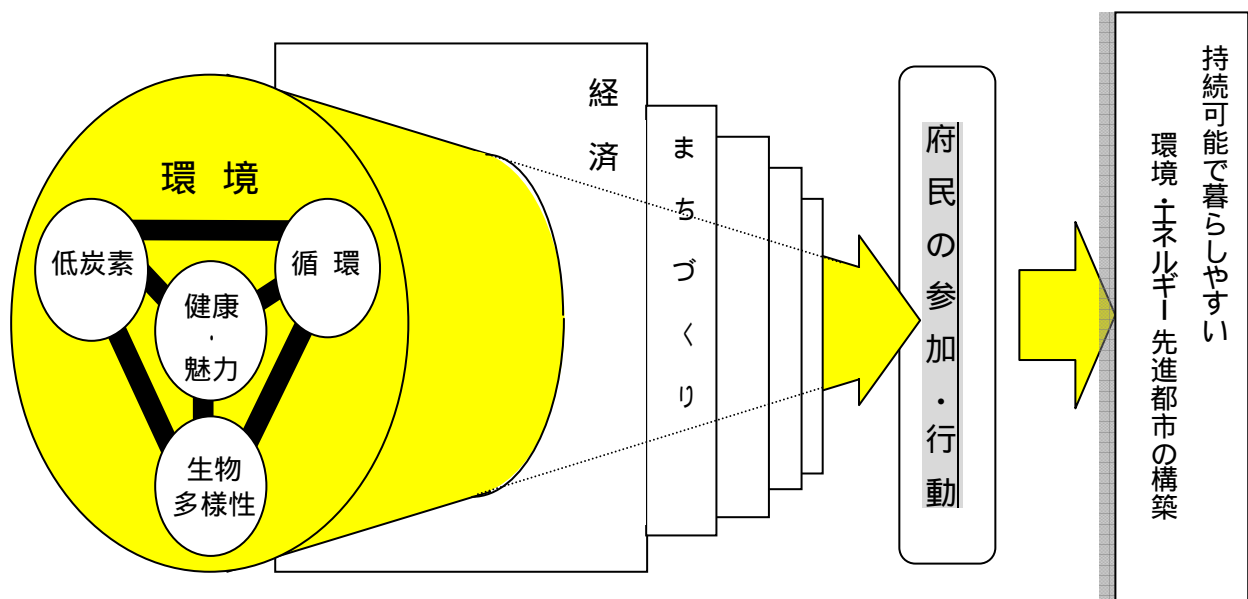 環 境
低炭素
循 環
健康
・
魅力
生物
多様性
経済
まちづくり
府民の参加・行動
持続可能で暮らしやすい
環境・エネルギー先進都市の構築